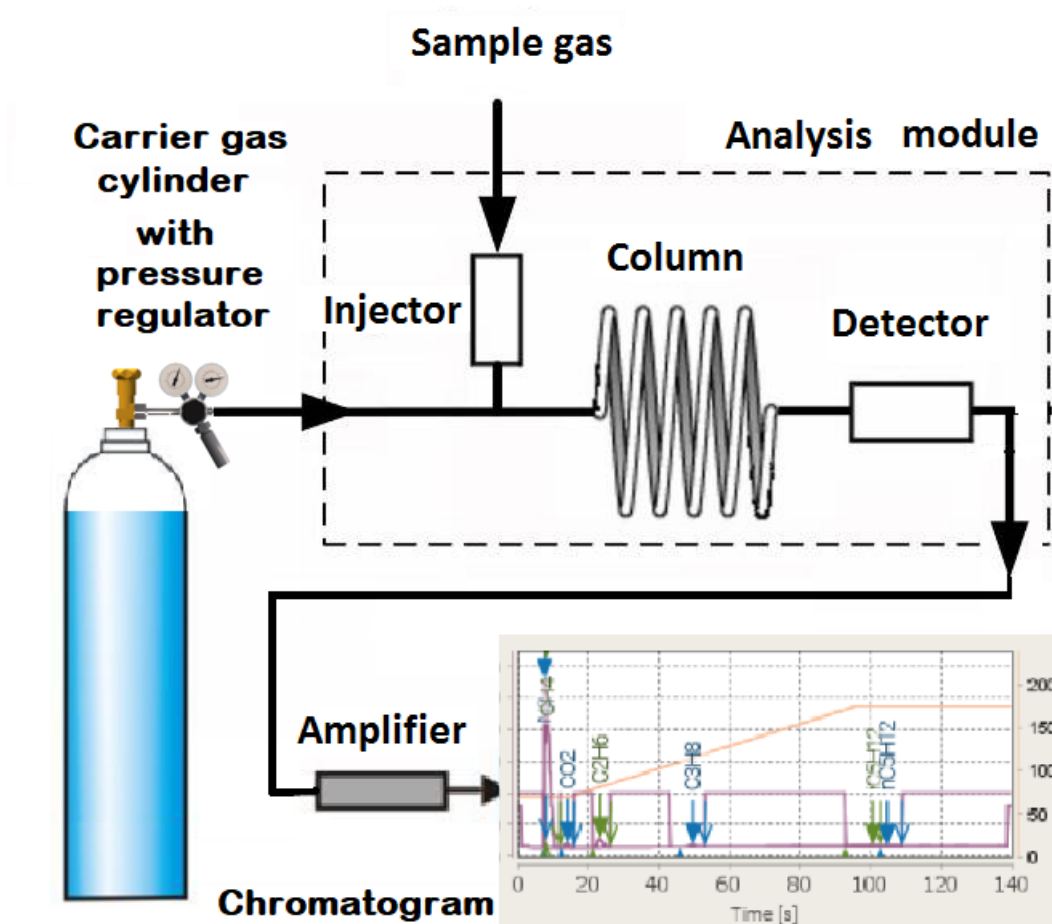 Sample gas
Carrier gas
cylinder
with
pressure
regulator
Analysis module
Injector
Column
Detector
Amplifier
CO2
C2H6
C3H8
nC5H12
200
150
100
50
0
0 20 40 60 80 100 120 140
Time [s]
Chromatogram